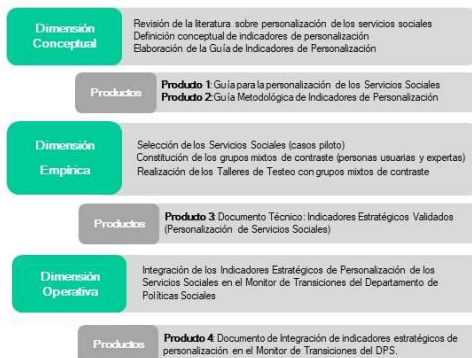 Dimensión
Conceptual
Revisión de la literatura sobre personalización de los servicios sociales
Definición conceptual de indicadores de personalización
Elaboración de la Guía de Indicadores de Personalización
Productos
Producto 1: Guía para la personalización de los Servicios Sociales
Producto 2: Guía Metodológica de Indicadores de Personalización
Dimensión
Empírica
Selección de los Servicios Sociales (casos piloto)
Constitución de los grupos mixtos de contraste (personas usuarias y expertas)
Realización de los Talleres de Testeo con grupos mixtos de contraste
Productos
Producto 3: Documento Técnico: Indicadores Estratégicos Validados
(Personalización de Servicios Sociales)
Dimensión
Operativa
Integración de los Indicadores Estratégicos de Personalización de los
Servicios Sociales en el Monitor de Transiciones del Departamento de
Políticas Sociales
Productos
Producto 4: Documento de Integración de indicadores estratégicos de
personalización en el Monitor de Transiciones del DPS.